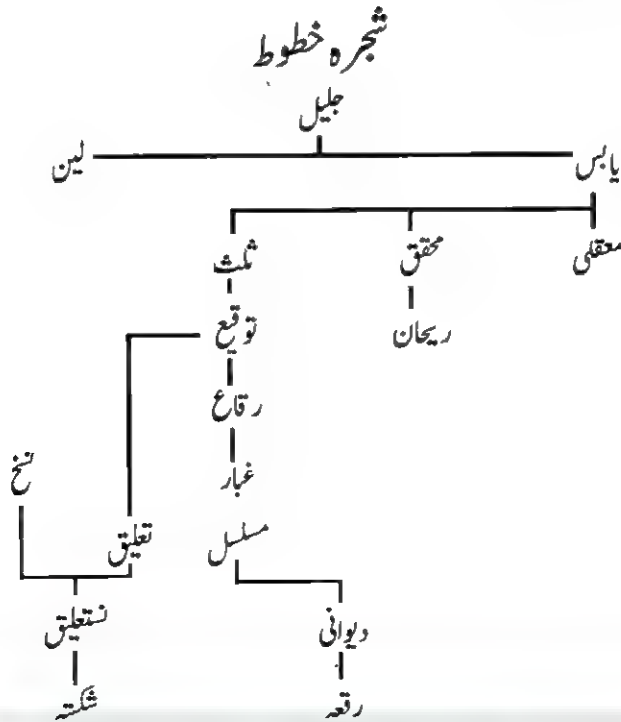 شجرہ خطوط
جلیل
یابس لین
معقلی محقق ثلث
ریحان توقیع
رقاع
غبار نسخ
مسلسل تعلیق
دیوانی نستعلیق
رقعہ شکستہ